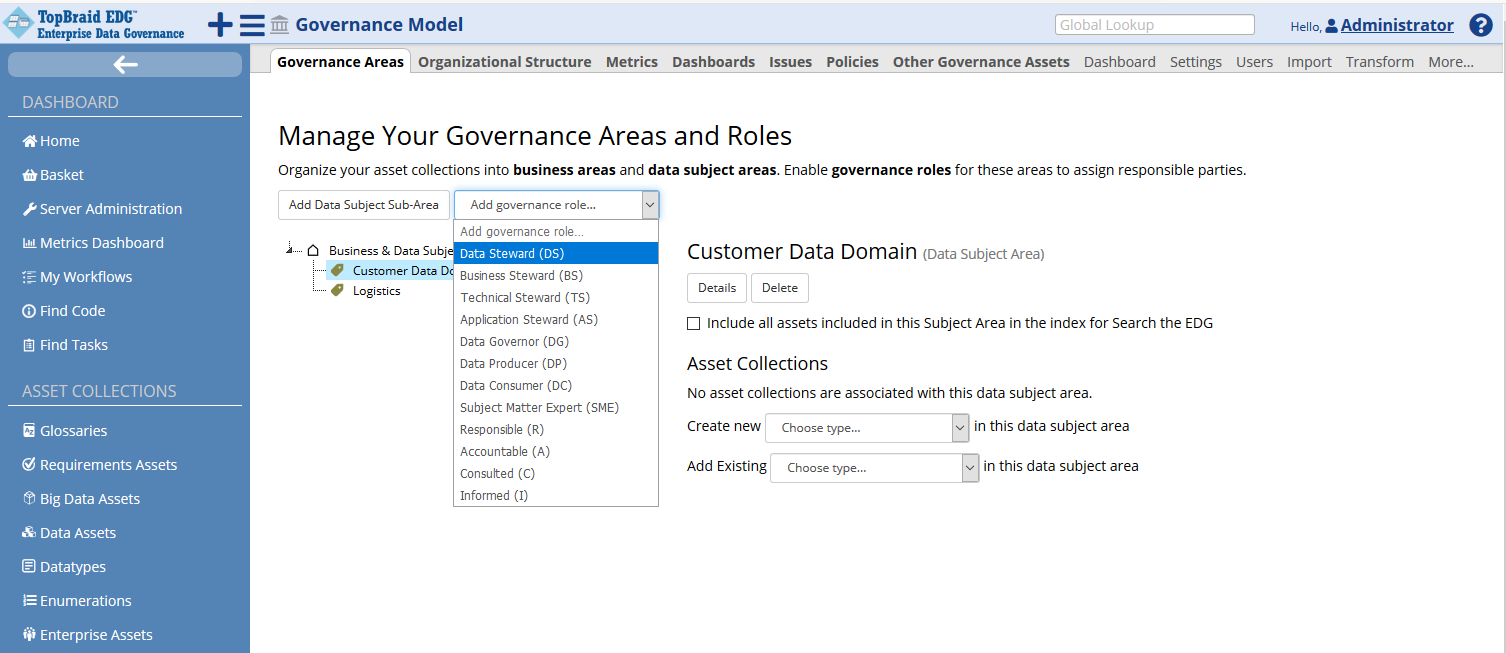 TopBraid EDG™
Enterprise Data Governance
Governance Model
Global Lookup
Hello, Administrator
?
Governance Areas Organizational Structure Metrics Dashboards Issues Policies Other Governance Assets Dashboard Settings Users Import Transform More...
DASHBOARD
Home
Basket
Server Administration
Metrics Dashboard
My Workflows
Find Code
Find Tasks
ASSET COLLECTIONS
Glossaries
Requirements Assets
Big Data Assets
Data Assets
Datatypes
Enumerations
Enterprise Assets
Manage Your Governance Areas and Roles
Organize your asset collections into business areas and data subject areas. Enable governance roles for these areas to assign responsible parties.
Add Data Subject Sub-Area Add governance role...
Business & Data Subje
Customer Data Do
Logistics
Add governance role...
Data Steward (DS)
Business Steward (BS)
Technical Steward (TS)
Application Steward (AS)
Data Governor (DG)
Data Producer (DP)
Data Consumer (DC)
Subject Matter Expert (SME)
Responsible (R)
Accountable (A)
Consulted (C)
Informed (I)
Customer Data Domain (Data Subject Area)
Details Delete
Include all assets included in this Subject Area in the index for Search the EDG
Asset Collections
No asset collections are associated with this data subject area.
Create new Choose type... in this data subject area
Add Existing Choose type... in this data subject area